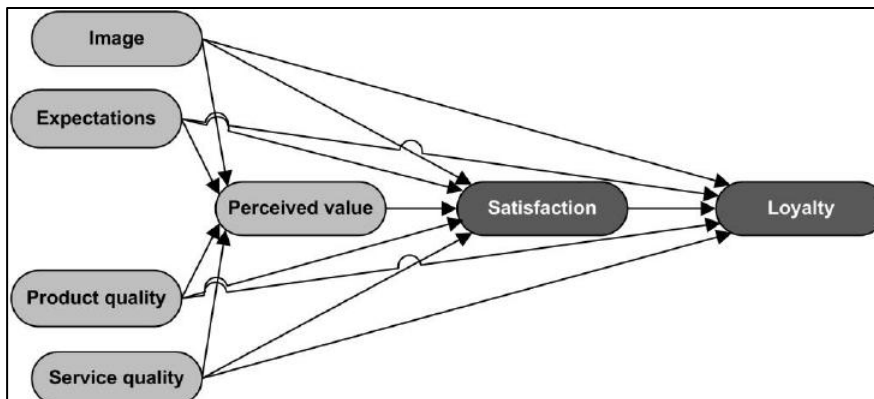 Image
Expectations
Perceived value
Satisfaction
Loyalty
Product quality
Service quality